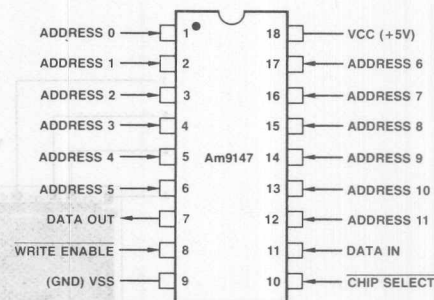 ADDRESS 0 1 18 VCC (+5V)
ADDRESS 1 2 17 ADDRESS 6
ADDRESS 2 3 16 ADDRESS 7
ADDRESS 3 4 15 ADDRESS 8
ADDRESS 4 5 Am9147 14 ADDRESS 9
ADDRESS 5 6 13 ADDRESS 10
DATA OUT 7 12 ADDRESS 11
WRITE ENABLE 8 11 DATA IN
(GND) VSS 9 10 CHIP SELECT